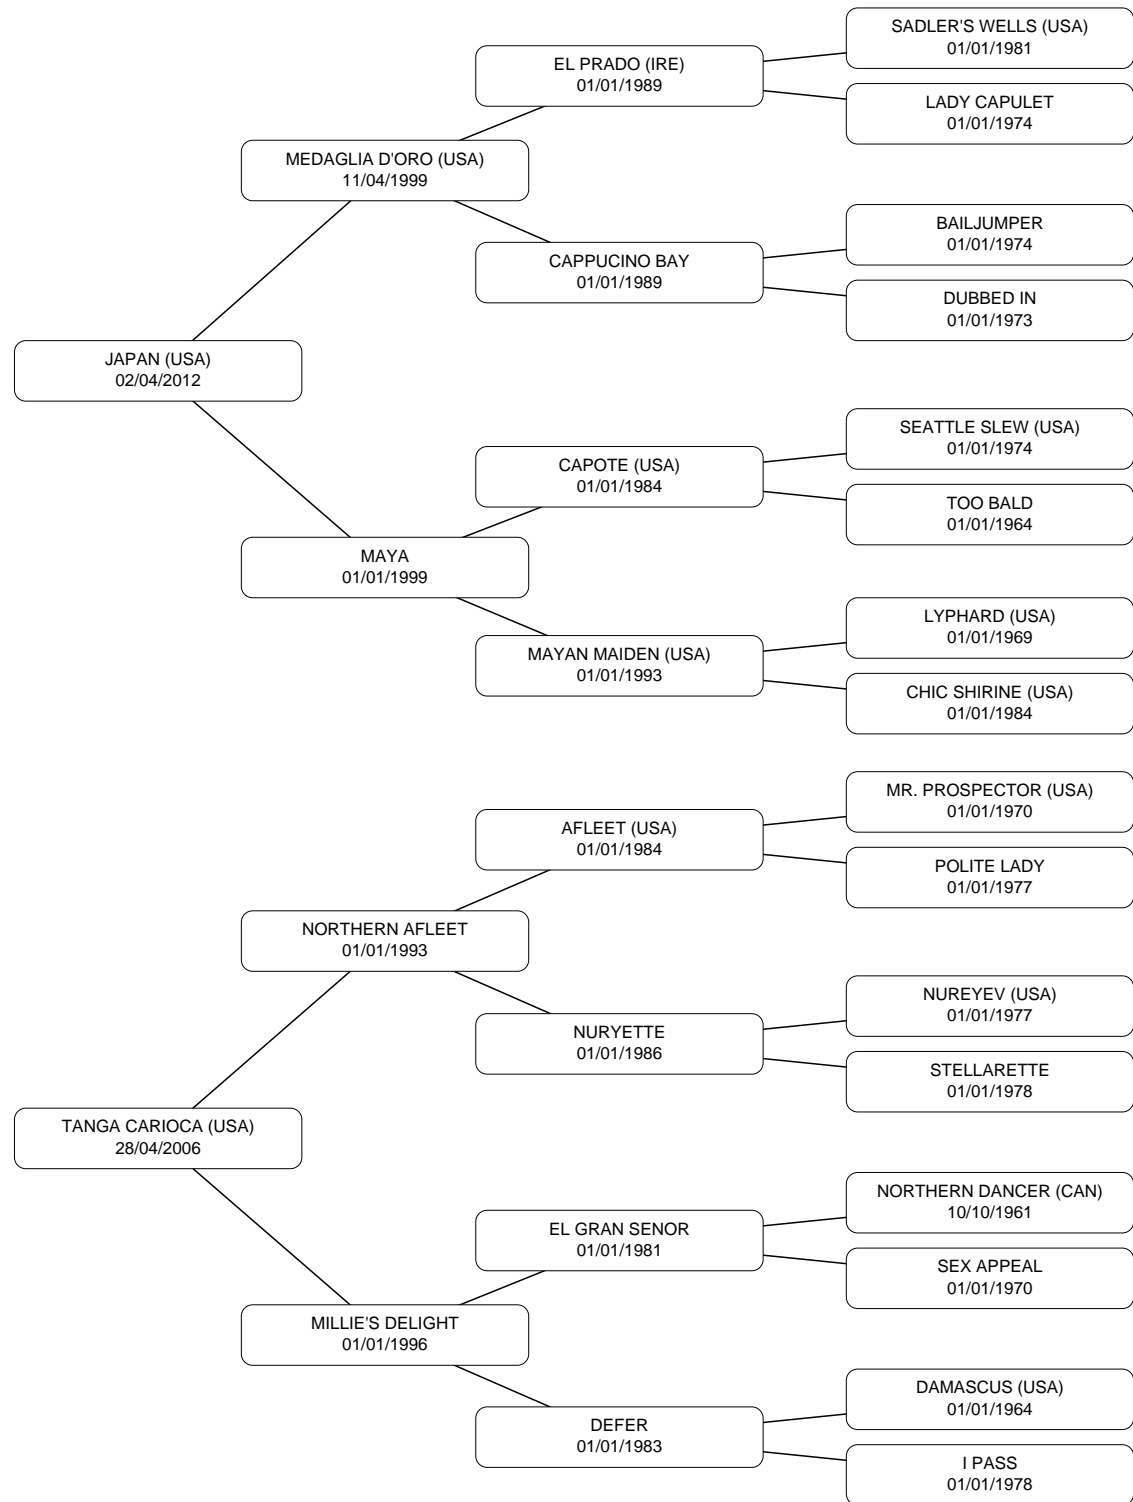 SADLER'S WELLS (USA)
01/01/1981
EL PRADO (IRE)
01/01/1989
LADY CAPULET
01/01/1974
MEDAGLIA D'ORO (USA)
11/04/1999
BAILJUMPER
01/01/1974
CAPPUCINO BAY
01/01/1989
DUBBED IN
01/01/1973
JAPAN (USA)
02/04/2012
SEATTLE SLEW (USA)
01/01/1974
CAPOTE (USA)
01/01/1984
TOO BALD
01/01/1964
MAYA
01/01/1999
LYPHARD (USA)
01/01/1969
MAYAN MAIDEN (USA)
01/01/1993
CHIC SHIRINE (USA)
01/01/1984
MR. PROSPECTOR (USA)
01/01/1970
AFLEET (USA)
01/01/1984
POLITE LADY
01/01/1977
NORTHERN AFLEET
01/01/1993
NUREYEV (USA)
01/01/1977
NURYETTE
01/01/1986
STELLARETTE
01/01/1978
TANGA CARIOCA (USA)
28/04/2006
NORTHERN DANCER (CAN)
10/10/1961
EL GRAN SENOR
01/01/1981
SEX APPEAL
01/01/1970
MILLIE'S DELIGHT
01/01/1996
DAMASCUS (USA)
01/01/1964
DEFER
01/01/1983
I PASS
01/01/1978